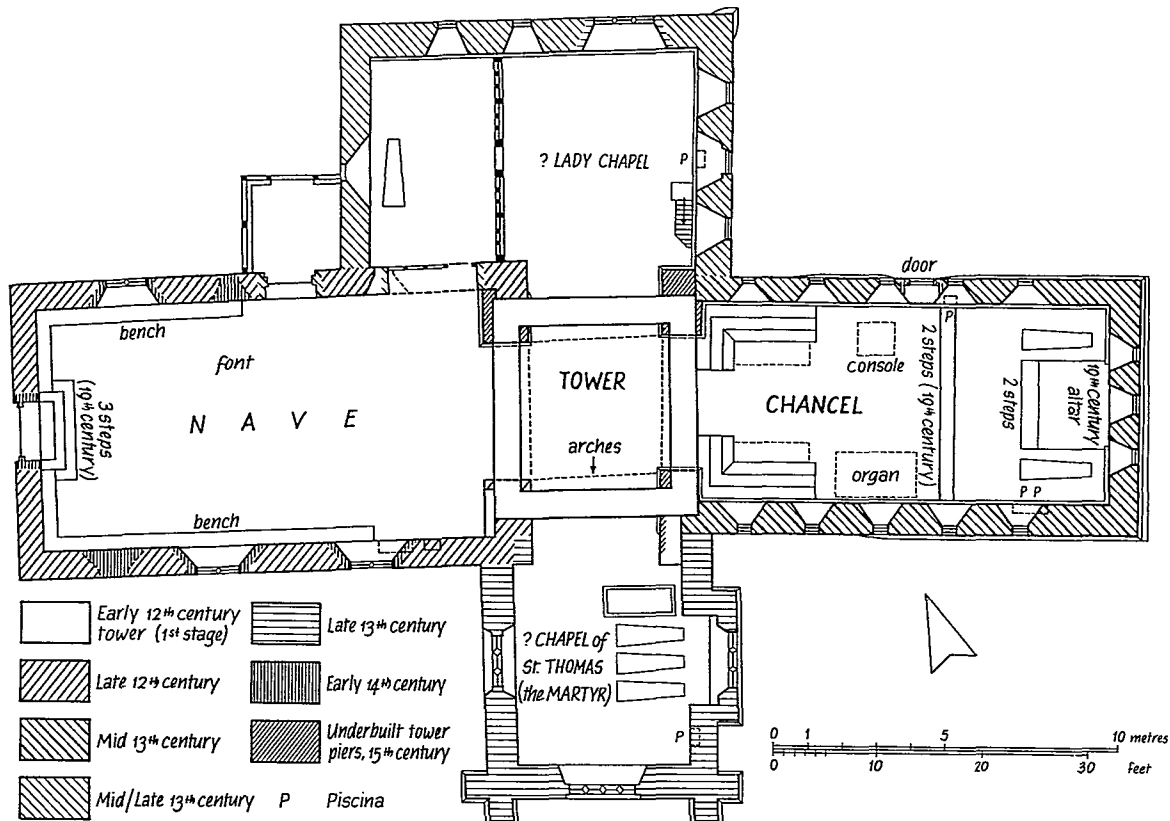 ? LADY CHAPEL
P
door
P
bench
font
3 steps
(19th century)
N A V E
TOWER
arches
CHANCEL
console
2 steps (19th century)
2 steps
19th century
altar
organ
P P
bench
Early 12th century
tower (1st stage)
Late 12th century
Mid 13th century
Mid/Late 13th century
Late 13th century
Early 14th century
Underbuilt tower
piers, 15th century
P Piscina
? CHAPEL of
St. THOMAS
(the MARTYR)
P
0 1 5 10 metres
0 10 20 30 Feet